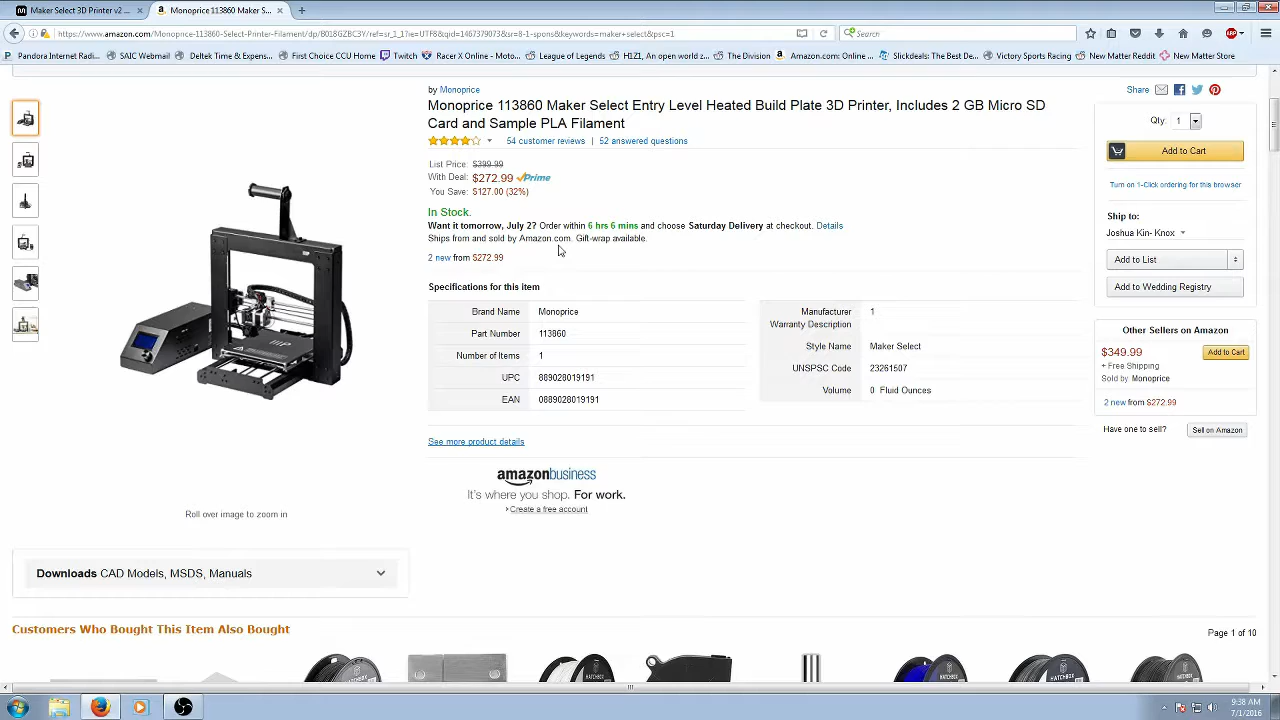 Maker Select 3D Printer v2 ...
Monoprice 113860 Maker S...
https://www.amazon.com/Monoprice-113860-Select-Printer-Filament/dp/B018GZBC3Y/ref=sr_1_1?ie=UTF8&qid=1467379073&sr=8-1-spons&keywords=maker+select&psc=1
Search
Pandora Internet Radi...
SAIC Webmail
Deltek Time & Expens...
First Choice CCU Home
Twitch
Race X Online - Moto...
League of Legends
H1Z1, An open world z...
The Division
Amazon.com: Online ...
Slickdeals: The Best De...
Victory Sports Racing
New Matter Reddit
New Matter Store
by Monoprice
Monoprice 113860 Maker Select Entry Level Heated Build Plate 3D Printer, Includes 2 GB Micro SD
Card and Sample PLA Filament
54 customer reviews | 52 answered questions
List Price: $399.99
With Deal: $272.99 Prime
You Save: $127.00 (32%)
In Stock.
Want it tomorrow, July 2? Order within 6 hrs 6 mins and choose Saturday Delivery at checkout. Details
Ships from and sold by Amazon.com. Gift-wrap available.
2 new from $272.99
Specifications for this item
Brand Name Monoprice
Part Number 113860
Number of Items 1
UPC 889028019191
EAN 0889028019191
Manufacturer 1
Warranty Description
Style Name Maker Select
UNSPSC Code 23261507
Volume 0 Fluid Ounces
See more product details
amazonbusiness
It's where you shop. For work.
Create a free account
Roll over image to zoom in
Downloads CAD Models, MSDS, Manuals
Customers Who Bought This Item Also Bought
Page 1 of 10
Share
Qty: 1
Add to Cart
Turn on 1-Click ordering for this browser
Ship to:
Joshua Kin- Knox
Add to List
Add to Wedding Registry
Other Sellers on Amazon
$349.99 Add to Cart
+ Free Shipping
Sold by Monoprice
2 new from $272.99
Have one to sell? Sell on Amazon
HATCHBOX
HATCHBOX
HATCHBOX
HATCHBOX
9:38 AM
7/1/2016